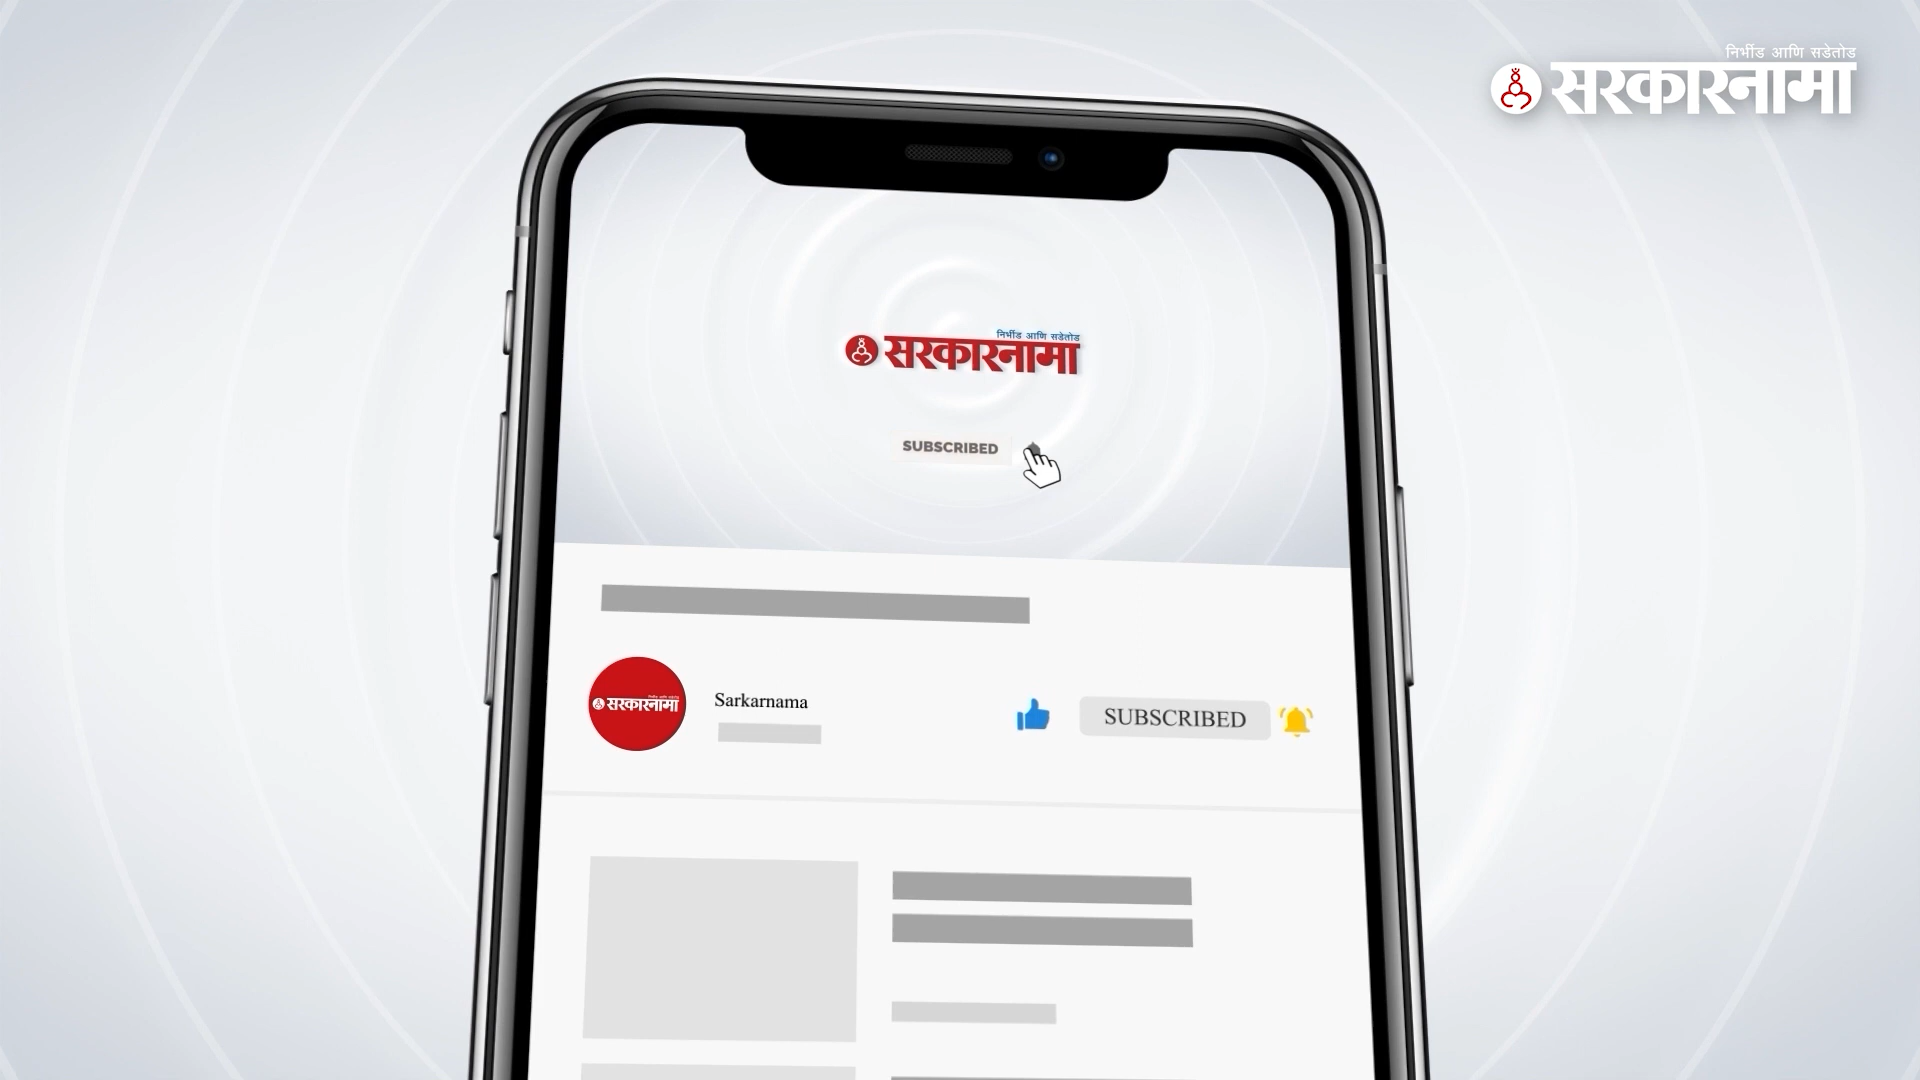 निर्भीड आणि सडेतोड
सरकारनामा
निर्भीड आणि सडेतोड
सरकारनामा
SUBSCRIBED
सरकारनामा
Sarkarnama
SUBSCRIBED